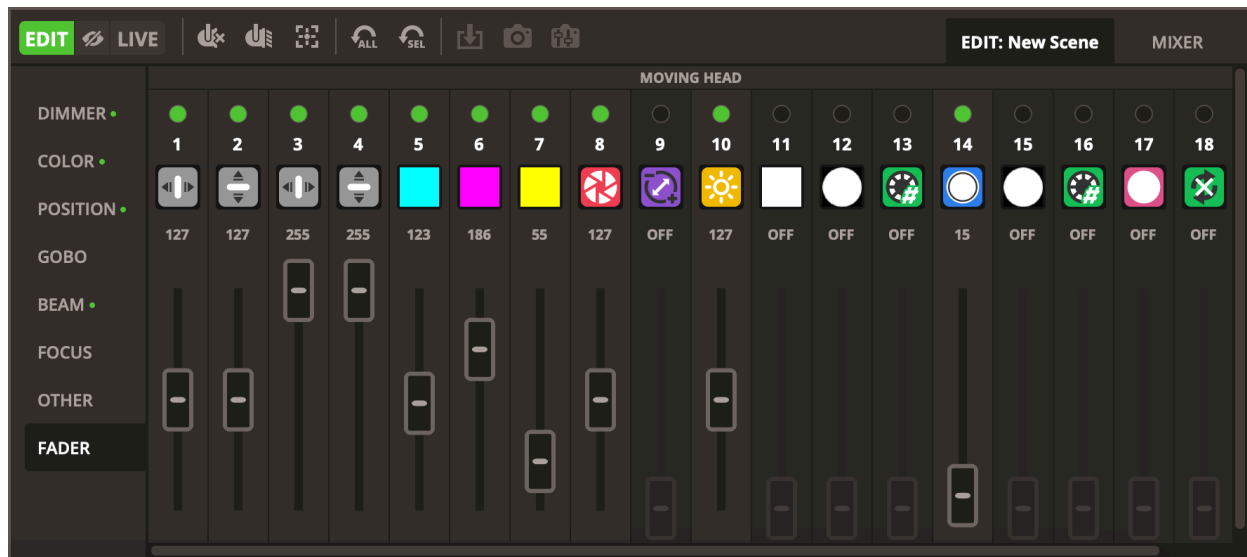 EDIT LIVE ALL SEL EDIT: New Scene MIXER
MOVING HEAD
DIMMER
COLOR
POSITION
GOBO
BEAM
FOCUS
OTHER
FADER
1 2 3 4 5 6 7 8 9 10 11 12 13 14 15 16 17 18
# #
127 127 255 255 123 186 55 127 OFF 127 OFF OFF OFF 15 OFF OFF OFF OFF